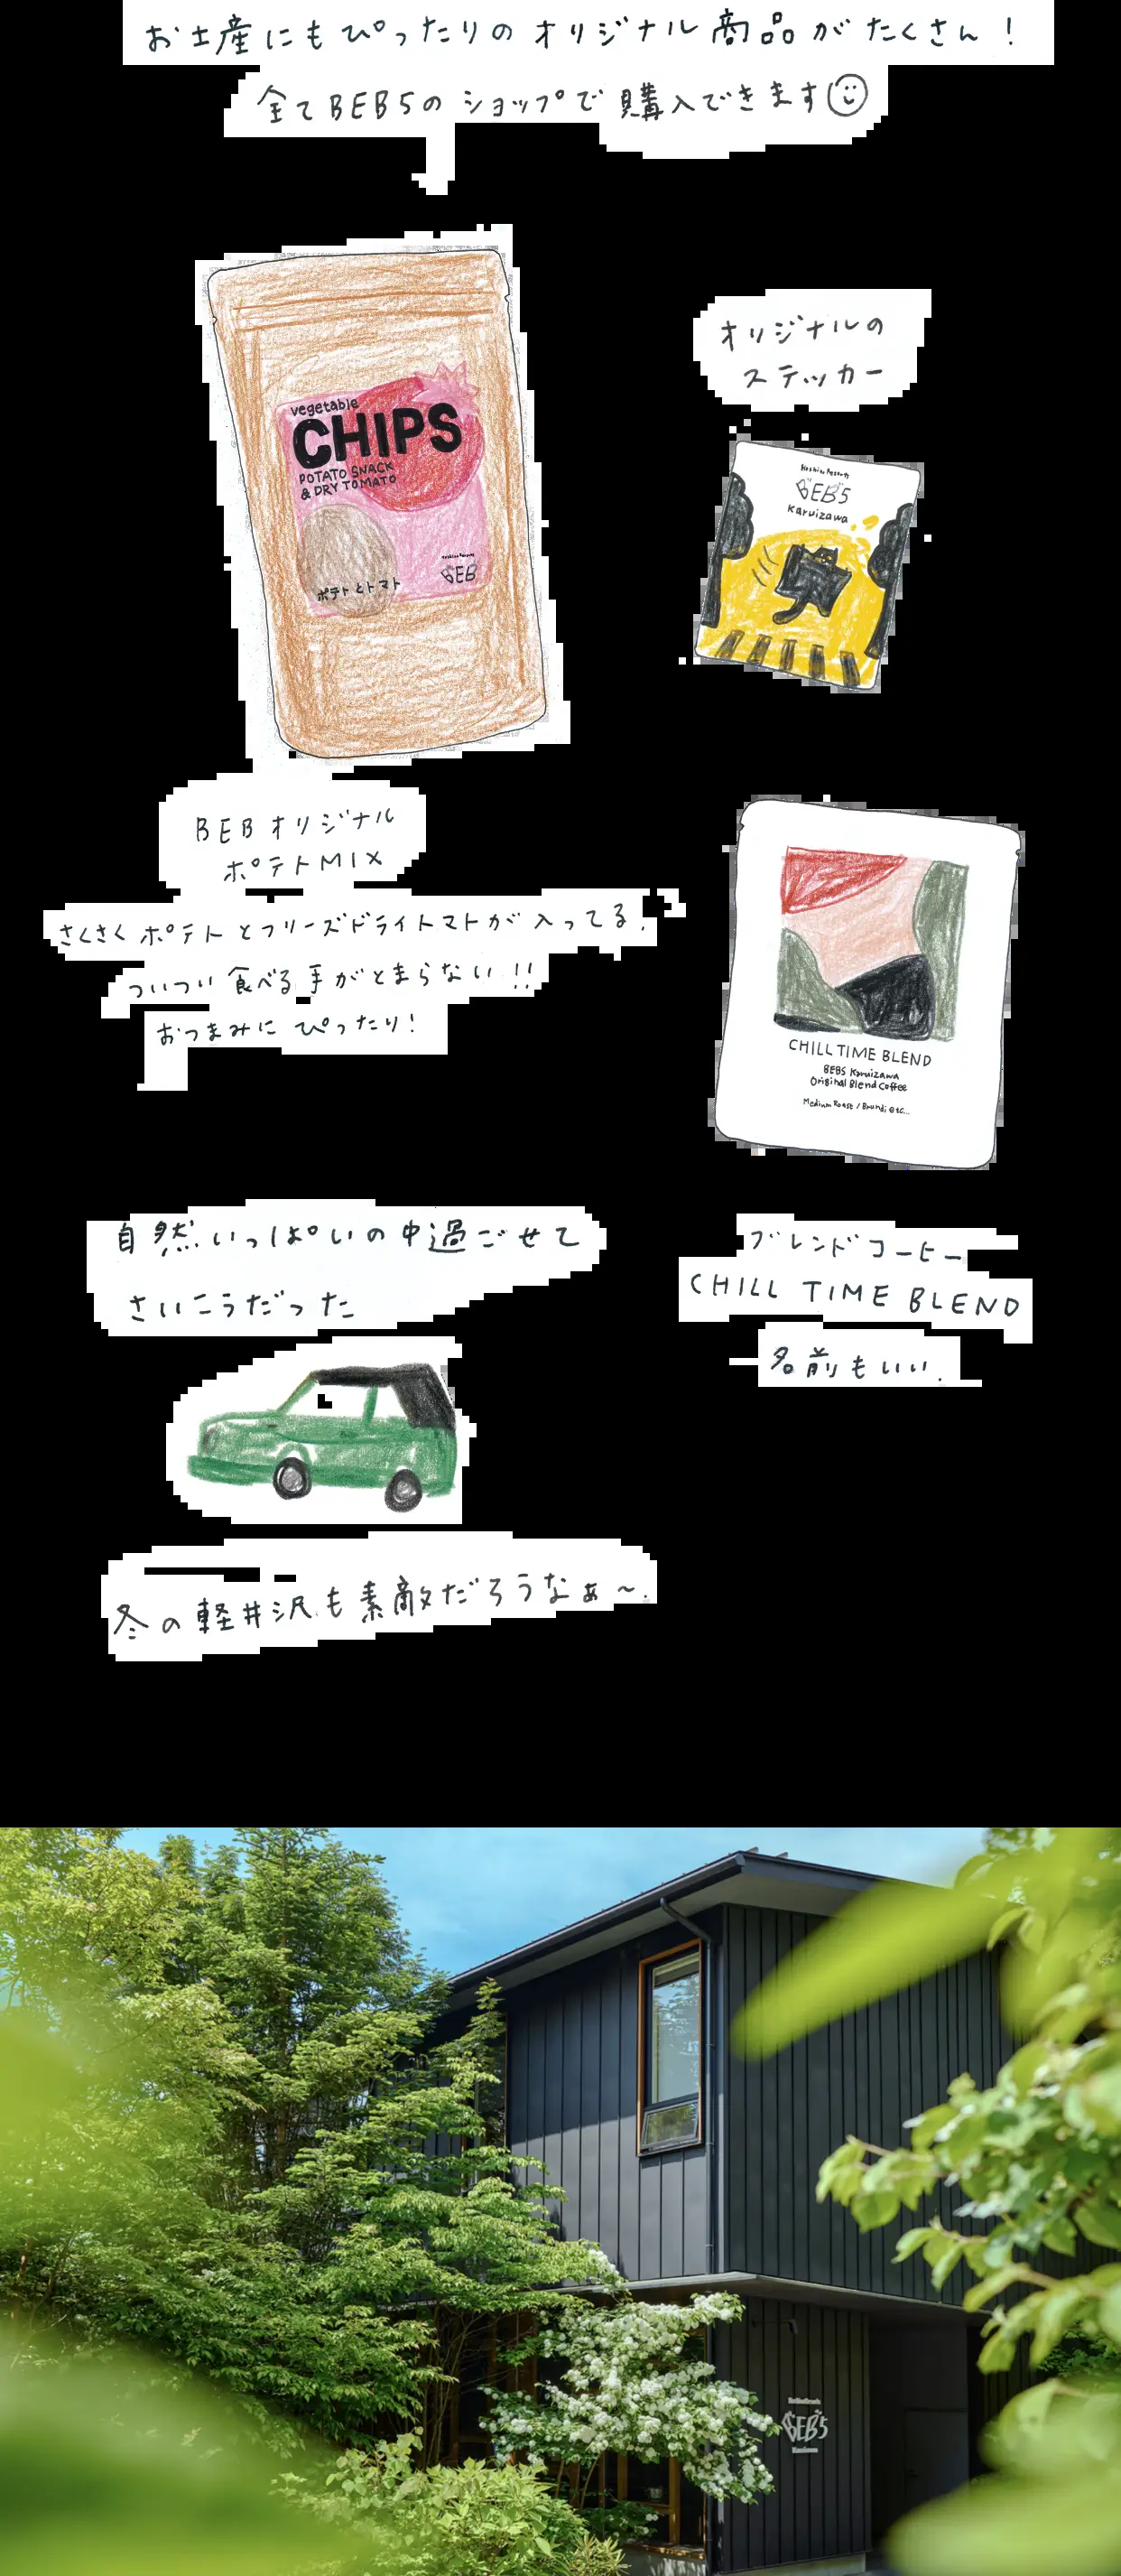 お土産にもぴったりのオリジナル商品がたくさん!
全てBEB5のショップで購入できます
vegetable
CHIPS
POTATO SNACK
& DRY TOMATO
ポテトとトマト
Hoshino Resorts
BEB
オリジナルの
ステッカー
Hoshino Resorts
BEB5
Karuizawa
BEBオリジナル
ポテトMIX
さくさくポテトとフリーズドライトマトが入ってる.
ついつい食べる手がとまらない!!
おつまみにぴったり!
CHILL TIME BLEND
BEB5 Karuizawa
Original Blend Coffee
Medium Roast / Brundi etc...
ブレンドコーヒー
CHILL TIME BLEND
名前もいい.
自然いっぱいの中過ごせて
さいこうだった
冬の軽井沢も素敵だろうなぁ〜.
BEB5